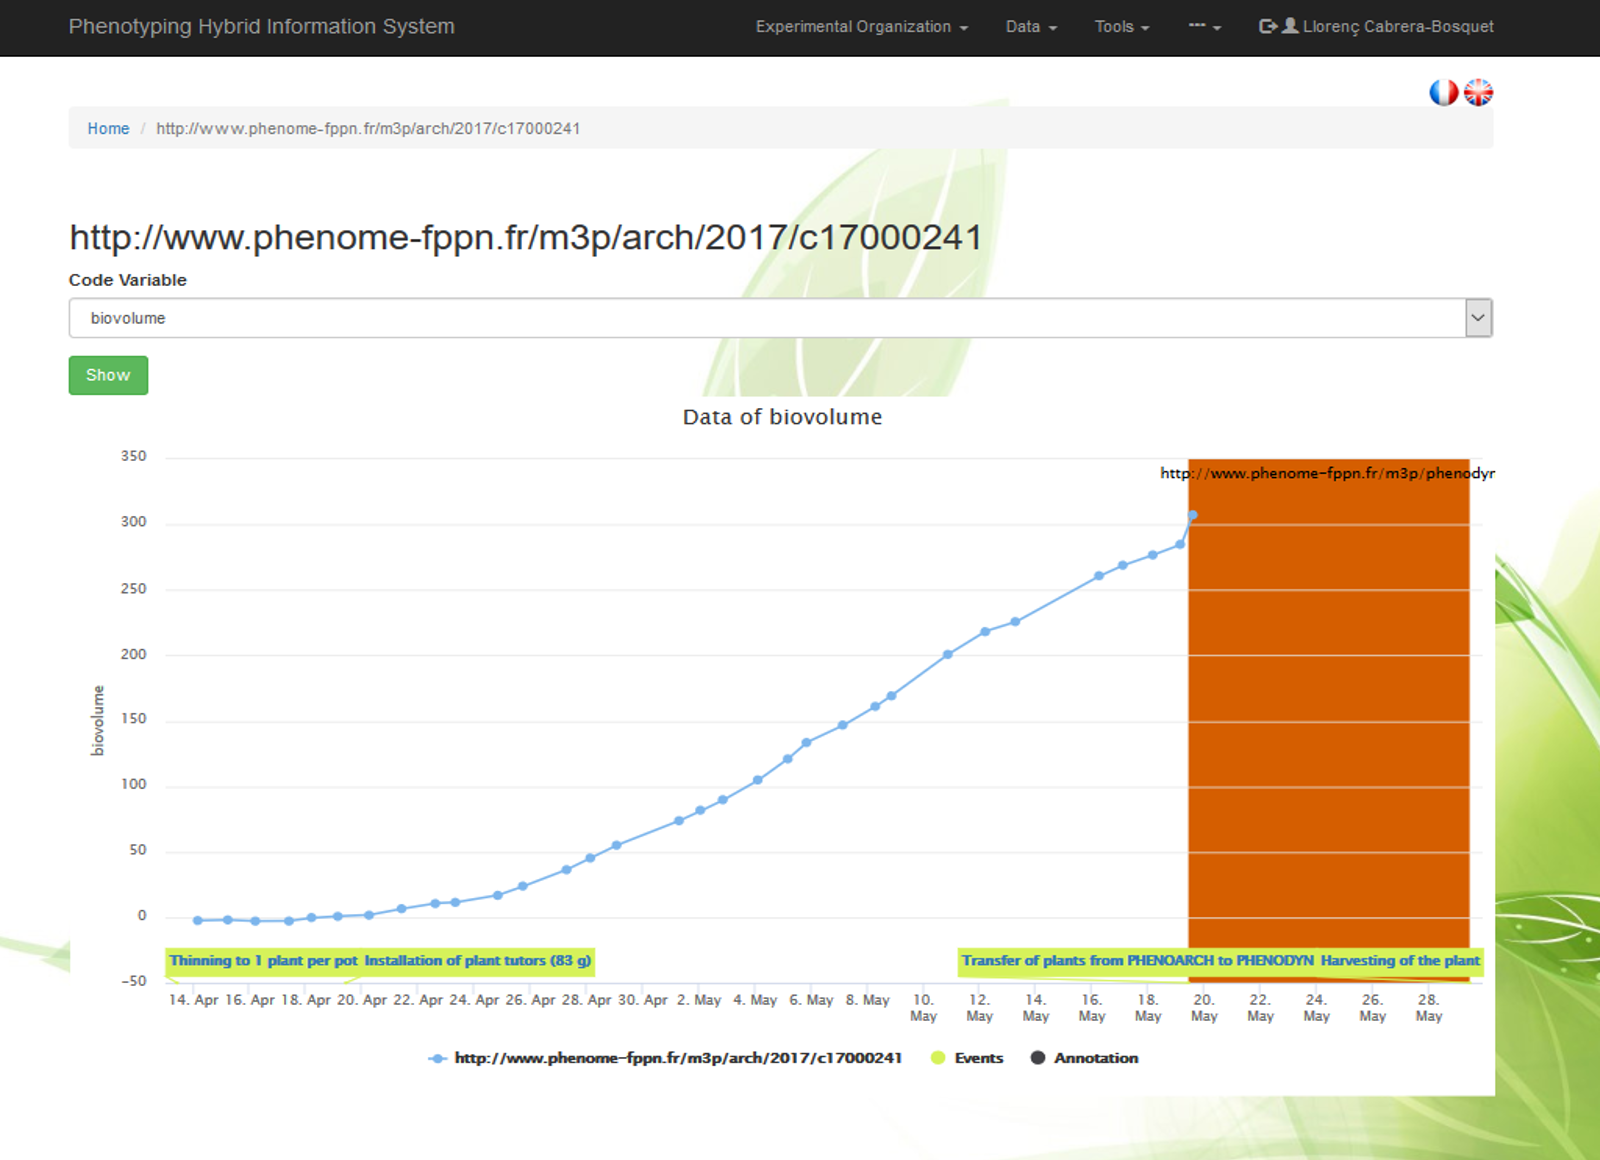 Phenotyping Hybrid Information System Experimental Organization Data Tools --- Llorenç Cabrera-Bosquet
Home / http://www.phenome-fppn.fr/m3p/arch/2017/c17000241
http://www.phenome-fppn.fr/m3p/arch/2017/c17000241
Code Variable
biovolume
Show
Data of biovolume
350
http://www.phenome-fppn.fr/m3p/phenodyn
300
250
200
150
100
50
0
-50
biovolume
Thinning to 1 plant per pot Installation of plant tutors (83 g)
Transfer of plants from PHENOARCH to PHENODYN Harvesting of the plant
14. Apr 16. Apr 18. Apr 20. Apr 22. Apr 24. Apr 26. Apr 28. Apr 30. Apr 2. May 4. May 6. May 8. May 10. May 12. May 14. May 16. May 18. May 20. May 22. May 24. May 26. May 28. May
http://www.phenome-fppn.fr/m3p/arch/2017/c17000241 Events Annotation